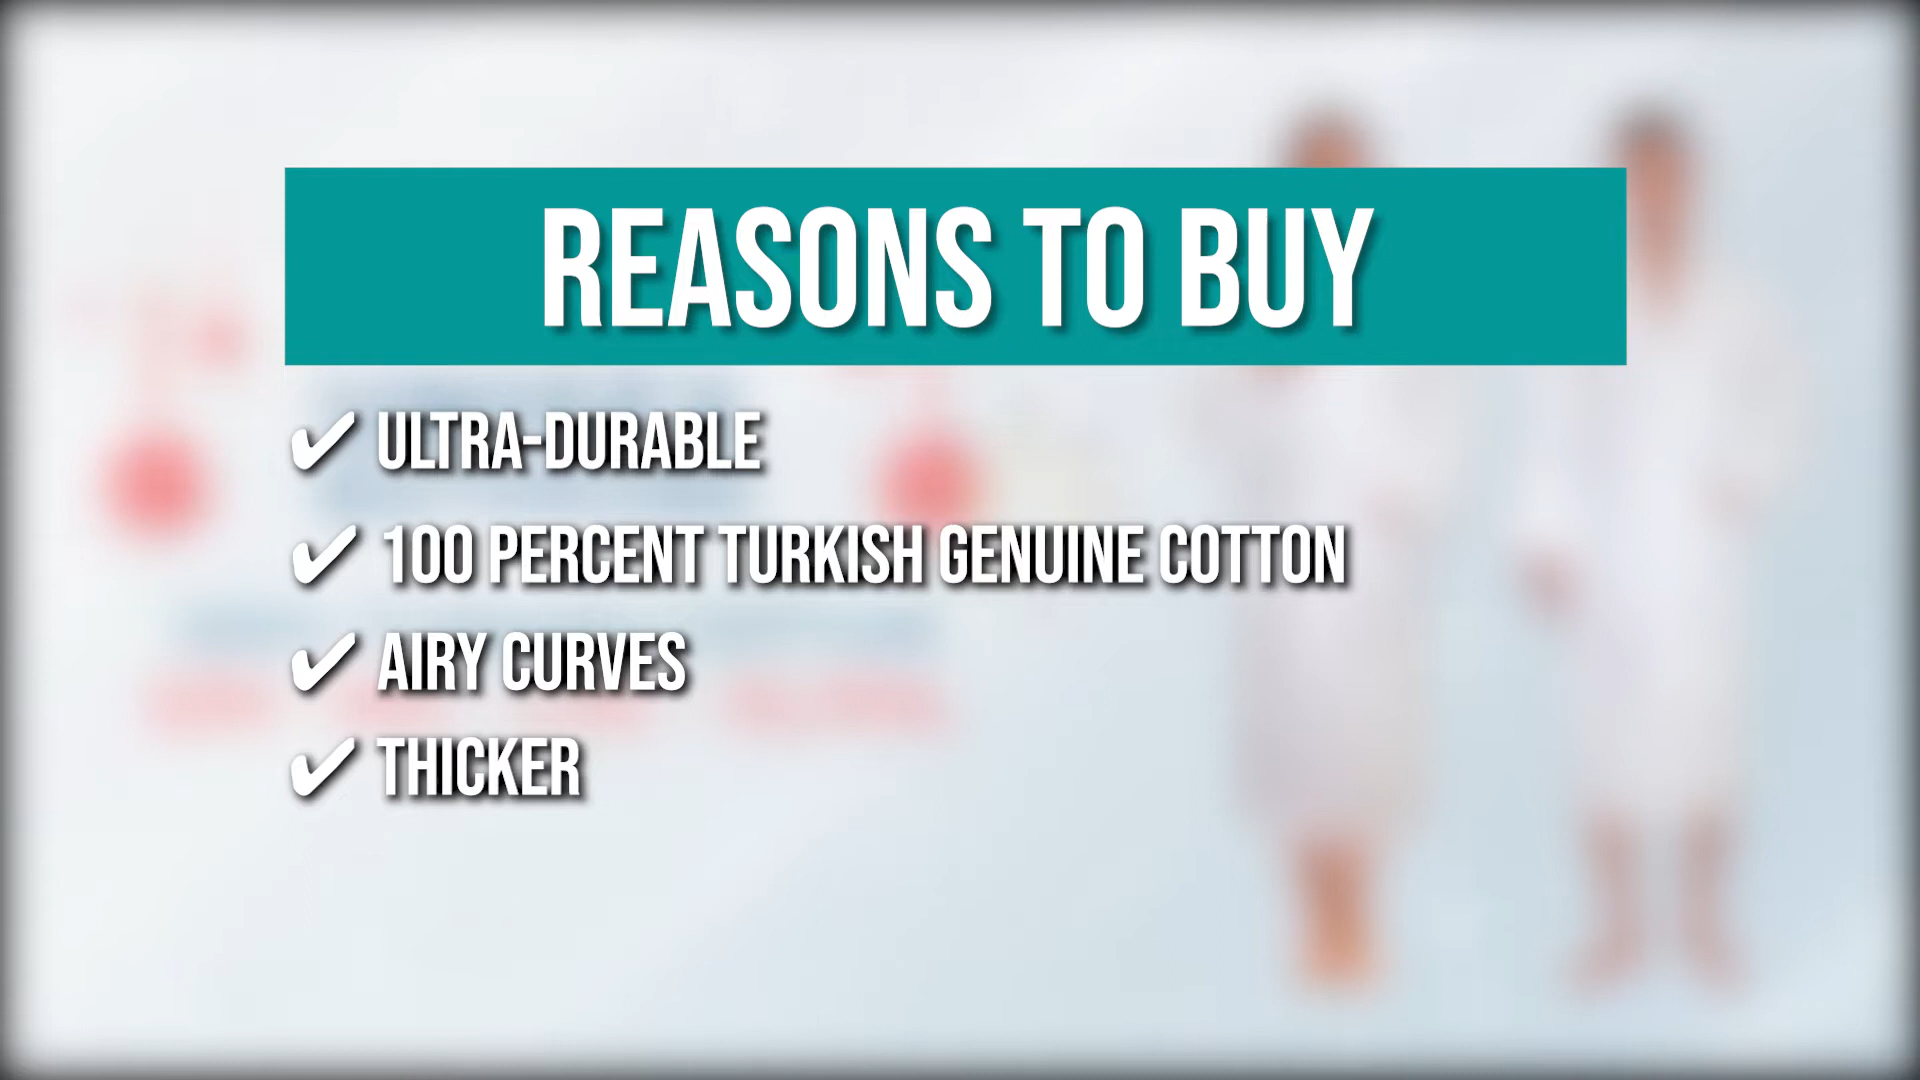 REASONS TO BUY
✔ ULTRA-DURABLE
✔ 100 PERCENT TURKISH GENUINE COTTON
✔ AIRY CURVES
✔ THICKER